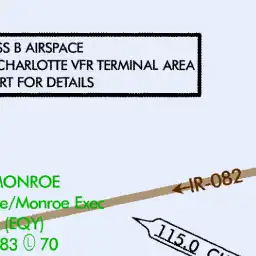 SS B AIRSPACE
CHARLOTTE VFR TERMINAL AREA
RT FOR DETAILS
MONROE
e/Monroe Exec
(EQY)
83 L 70
←IR-082
115.0